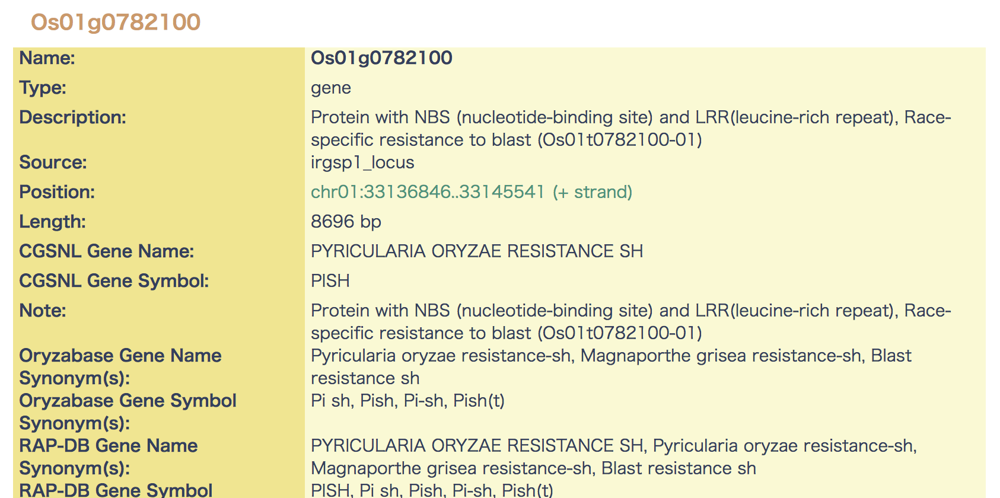 Os01g0782100
Name: Os01g0782100
Type: gene
Description: Protein with NBS (nucleotide-binding site) and LRR(leucine-rich repeat), Race-
specific resistance to blast (Os01t0782100-01)
Source: irgsp1_locus
Position: chr01:33136846..33145541 (+ strand)
Length: 8696 bp
CGSNL Gene Name: PYRICULARIA ORYZAE RESISTANCE SH
CGSNL Gene Symbol: PISH
Note: Protein with NBS (nucleotide-binding site) and LRR(leucine-rich repeat), Race-
specific resistance to blast (Os01t0782100-01)
Oryzabase Gene Name Pyricularia oryzae resistance-sh, Magnaporthe grisea resistance-sh, Blast
Synonym(s): resistance sh
Oryzabase Gene Symbol Pi sh, Pish, Pi-sh, Pish(t)
Synonym(s):
RAP-DB Gene Name PYRICULARIA ORYZAE RESISTANCE SH, Pyricularia oryzae resistance-sh,
Synonym(s): Magnaporthe grisea resistance-sh, Blast resistance sh
RAP-DB Gene Symbol PISH, Pi sh, Pish, Pi-sh, Pish(t)